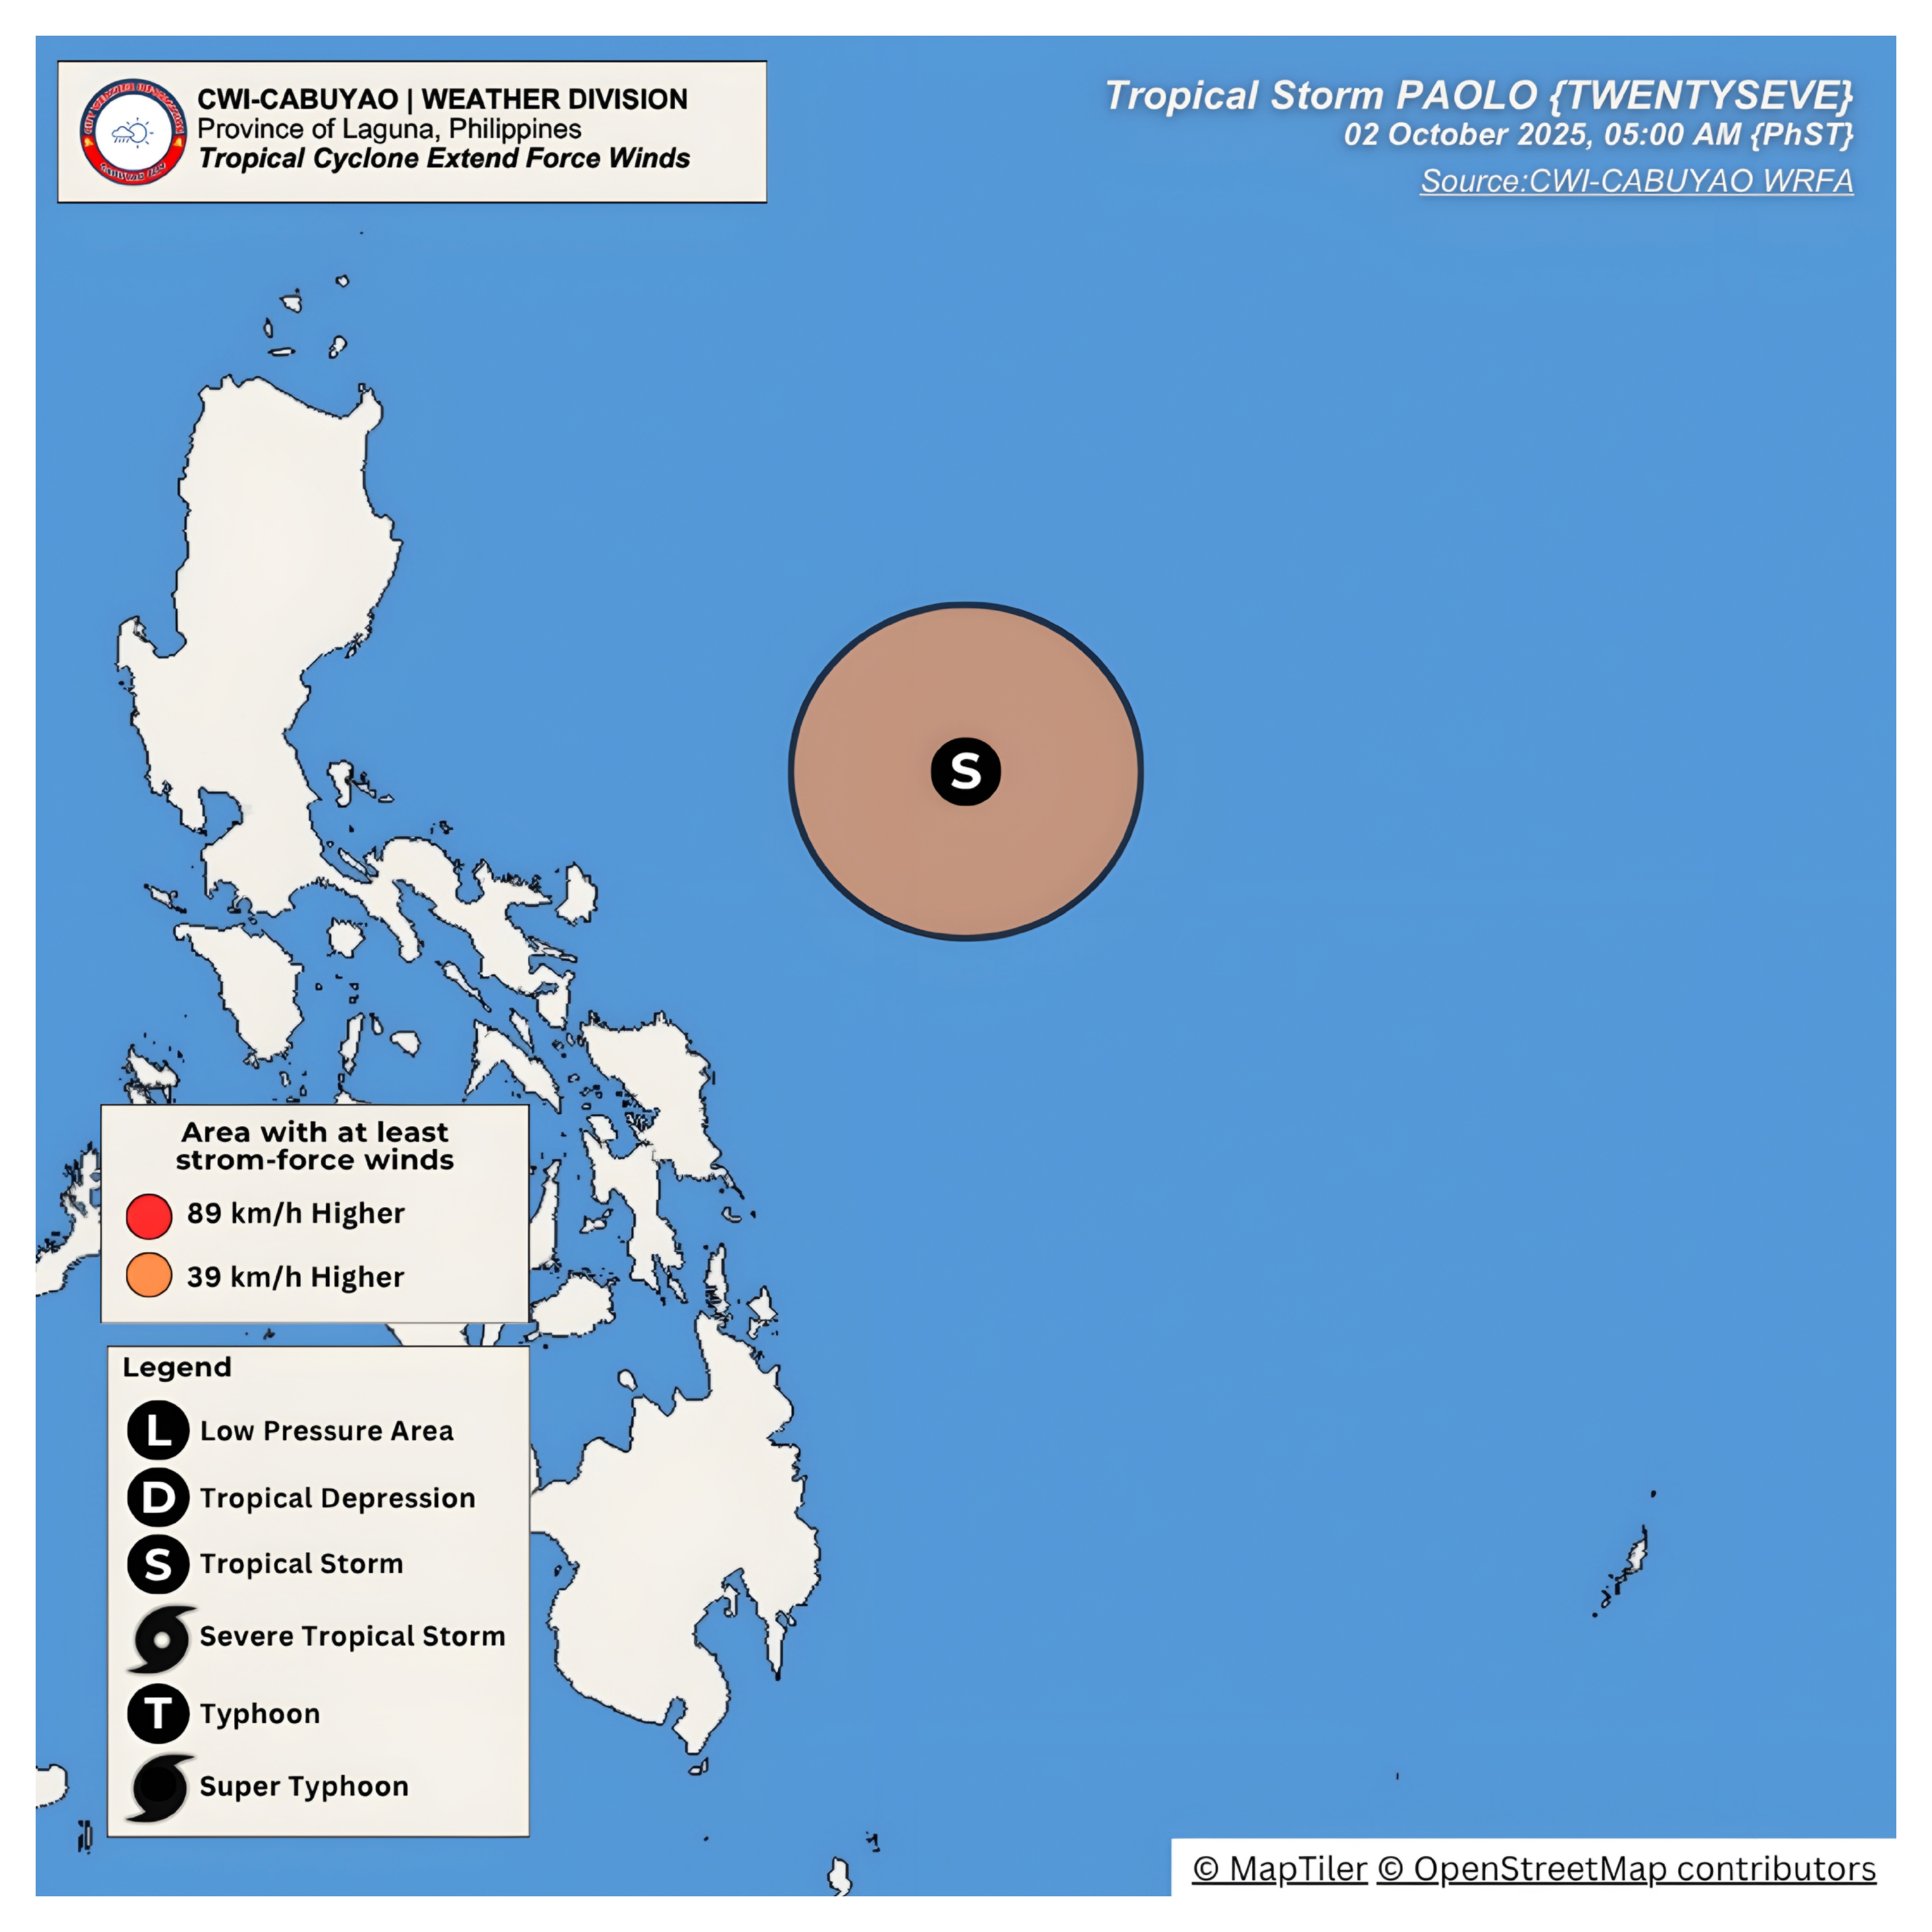 CWI-CABUYAO | WEATHER DIVISION
Province of Laguna, Philippines
Tropical Cyclone Extend Force Winds
Tropical Storm PAOLO {TWENTYSEVE}
02 October 2025, 05:00 AM {PhST}
Source:CWI-CABUYAO WRFA
S
Area with at least
strom-force winds
89 km/h Higher
39 km/h Higher
Legend
L Low Pressure Area
D Tropical Depression
S Tropical Storm
Severe Tropical Storm
T Typhoon
Super Typhoon
© MapTiler © OpenStreetMap contributors